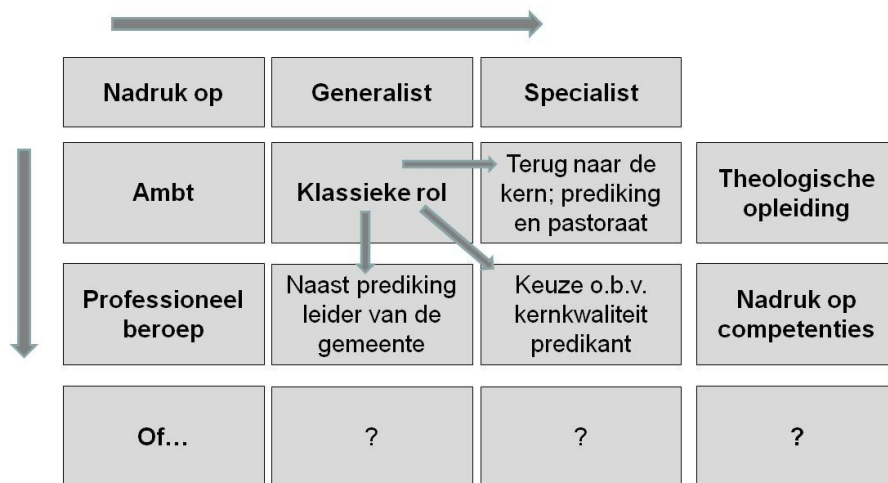 Nadruk op
Generalist
Specialist
Ambt
Klassieke rol
Terug naar de
kern; prediking
en pastoraat
Theologische
opleiding
Professioneel
beroep
Naast prediking
leider van de
gemeente
Keuze o.b.v.
kernkwaliteit
predikant
Nadruk op
competenties
Of…
?
?
?